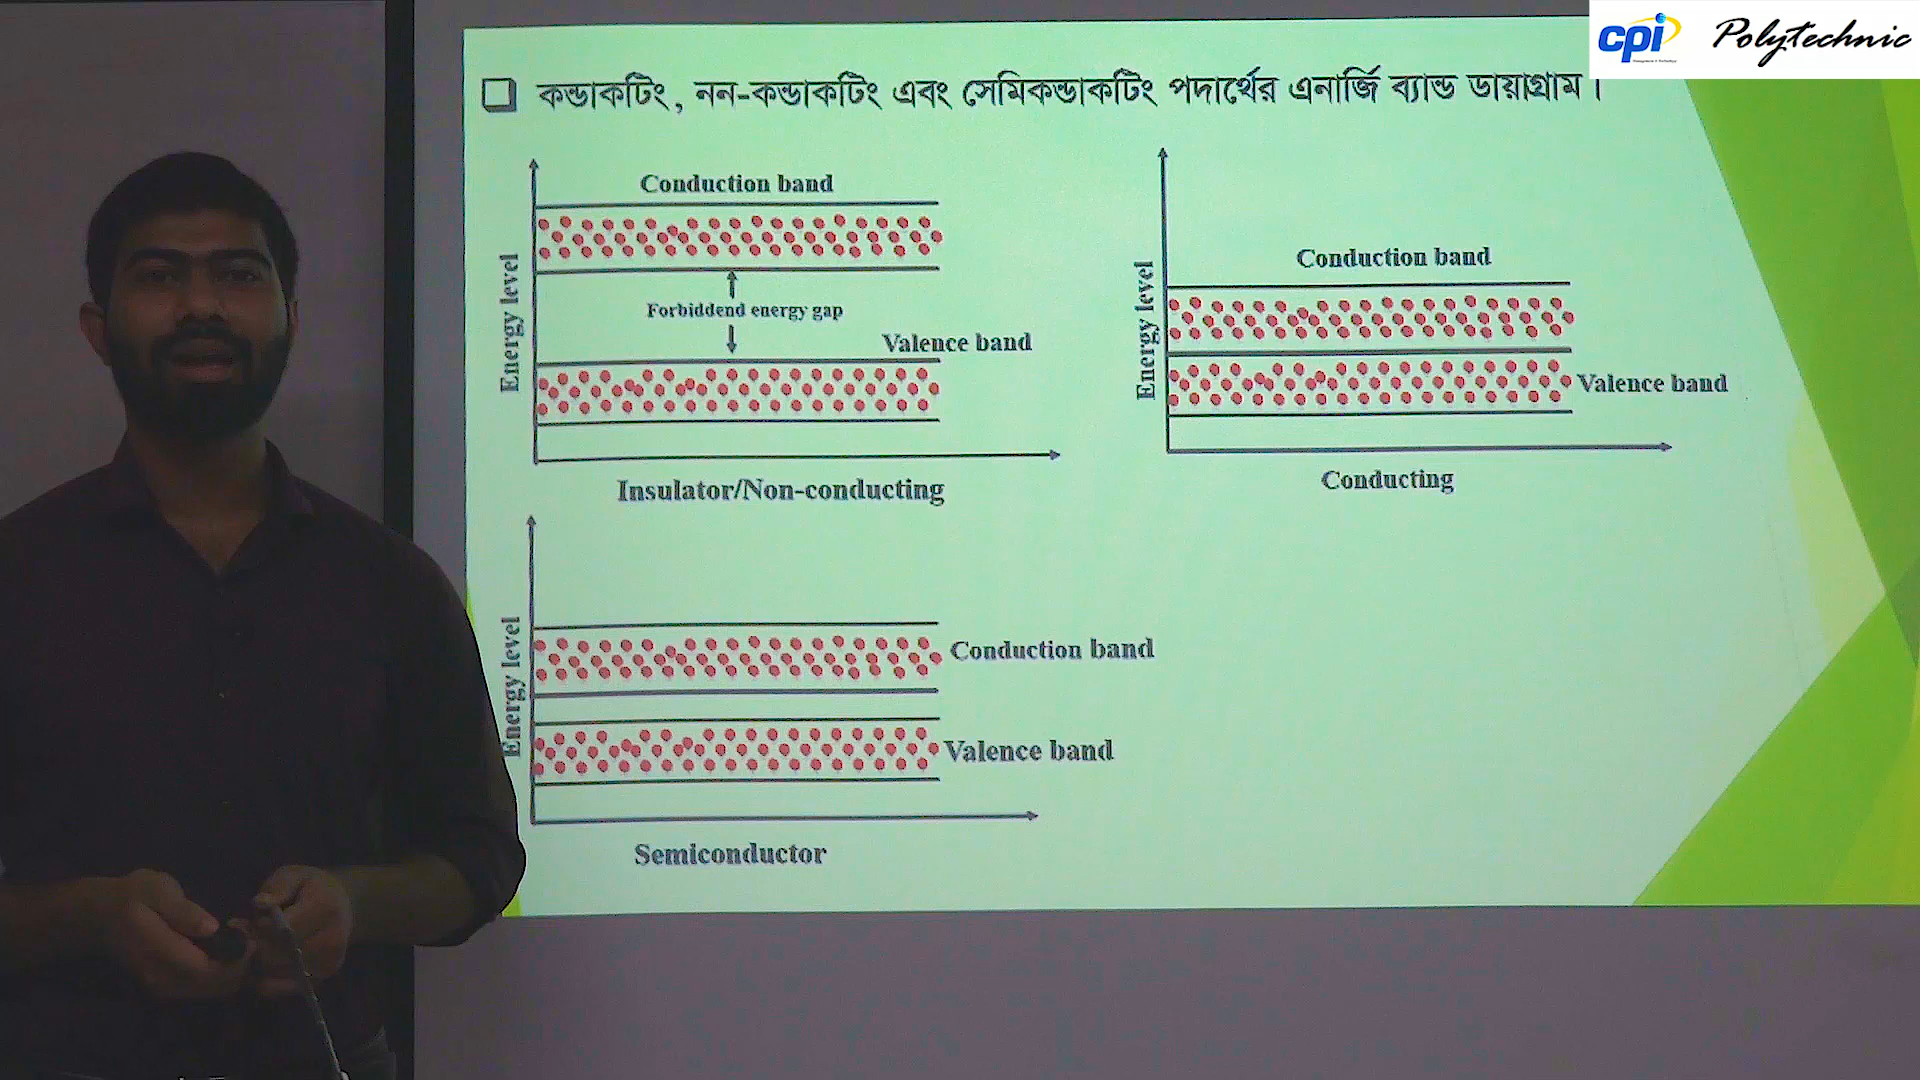 cpi Polytechnic
কন্ডাকটিং, নন-কন্ডাকটিং এবং সেমিকন্ডাকটিং পদার্থের এনার্জি ব্যান্ড ডায়াগ্রাম।
Conduction band
Energy level
Forbiddend energy gap
Valence band
Insulator/Non-conducting
Conduction band
Energy level
Valence band
Conducting
Energy level
Conduction band
Valence band
Semiconductor